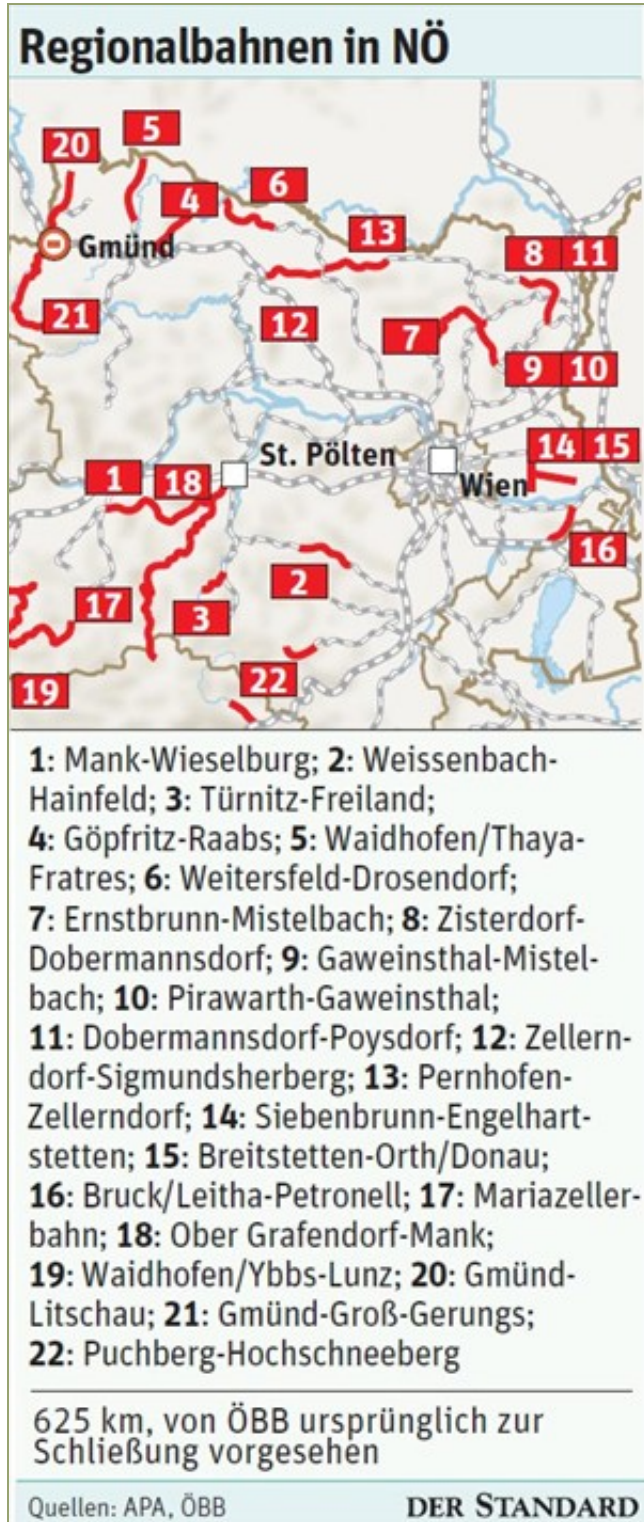 Regionalbahnen in NÖ
5
20
4
6
13
Gmünd
8 11
21
12
7
9 10
St. Pölten
14 15
1
18
Wien
16
2
17
3
22
19
1: Mank-Wieselburg; 2: Weissenbach-
Hainfeld; 3: Türnitz-Freiland;
4: Göpfritz-Raabs; 5: Waidhofen/Thaya-
Fratres; 6: Weitersfeld-Drosendorf;
7: Ernstbrunn-Mistelbach; 8: Zisterdorf-
Dobermannsdorf; 9: Gaweinsthal-Mistel-
bach; 10: Pirawarth-Gaweinsthal;
11: Dobermannsdorf-Poysdorf; 12: Zellern-
dorf-Sigmundsherberg; 13: Pernhofen-
Zellerndorf; 14: Siebenbrunn-Engelhart-
stetten; 15: Breitstetten-Orth/Donau;
16: Bruck/Leitha-Petronell; 17: Mariazeller-
bahn; 18: Ober Grafendorf-Mank;
19: Waidhofen/Ybbs-Lunz; 20: Gmünd-
Litschau; 21: Gmünd-Groß-Gerungs;
22: Puchberg-Hochschneeberg
625 km, von ÖBB ursprünglich zur
Schließung vorgesehen
Quellen: APA, ÖBB DER STANDARD